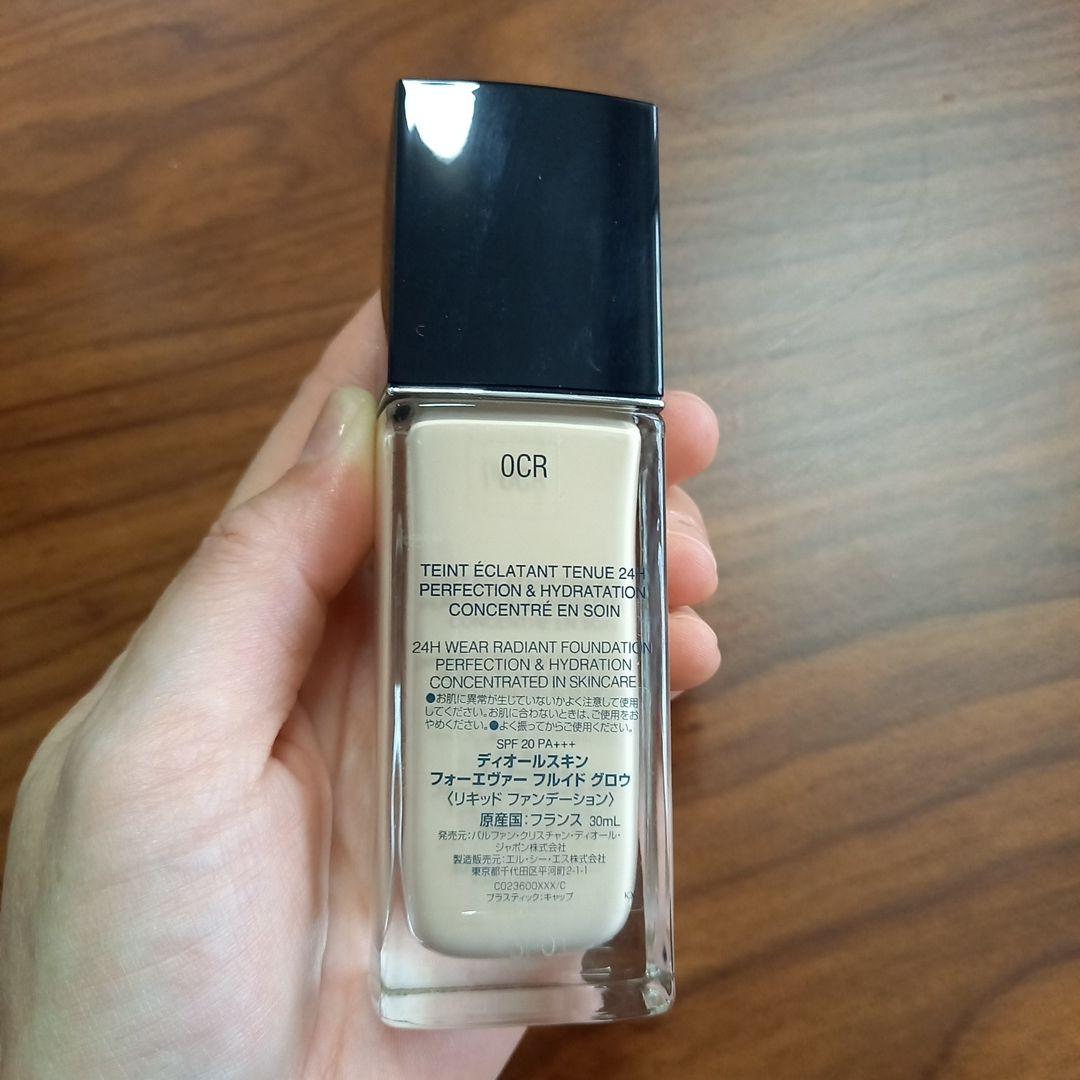 0CR
TEINT ÉCLATANT TENUE 24H
PERFECTION & HYDRATATION
CONCENTRÉ EN SOIN
24H WEAR RADIANT FOUNDATION
PERFECTION & HYDRATION
CONCENTRATED IN SKINCARE
●お肌に異常が生じていないかよく注意して使用
してください。お肌に合わないときは、ご使用をお
やめください。●よく振ってからご使用ください。
SPF 20 PA+++
ディオールスキン
フォーエヴァー フルイド グロウ
〈リキッド ファンデーション〉
原産国:フランス 30mL
発売元:パルファン・クリスチャン・ディオール・
ジャポン株式会社
製造販売元:エル・シー・エス株式会社
東京都千代田区平河町2-1-1
C023600XXX/C
プラスティック:キャップ